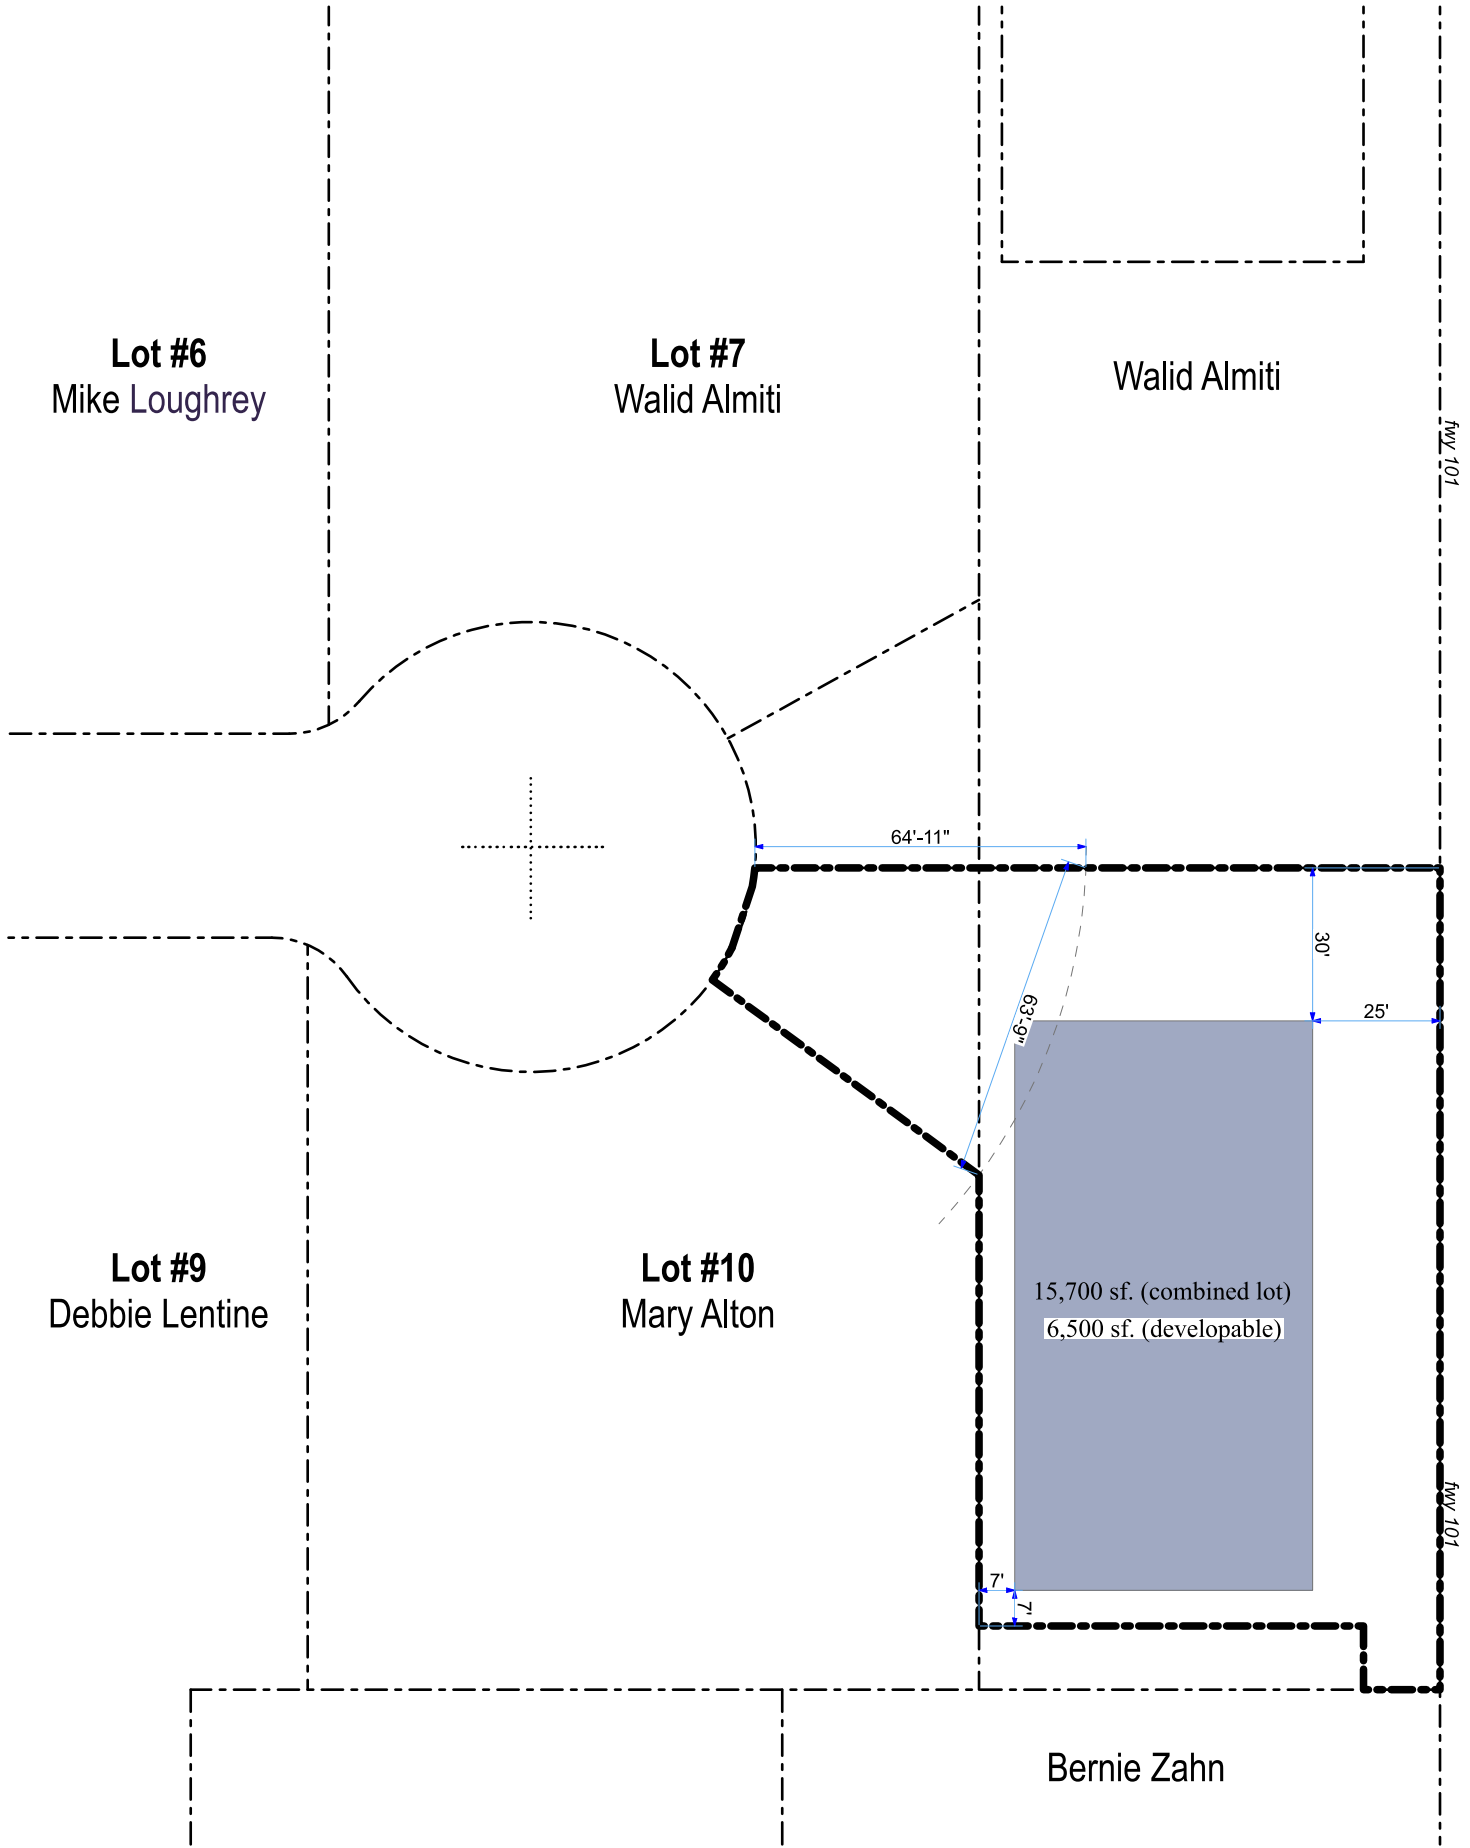 Lot #6
Mike Loughrey
Lot #7
Walid Almiti
Walid Almiti
fwy 101
64'-11"
63'-9"
30'
25'
Lot #9
Debbie Lentine
Lot #10
Mary Alton
15,700 sf. (combined lot)
6,500 sf. (developable)
fwy 101
7'
7'
Bernie Zahn